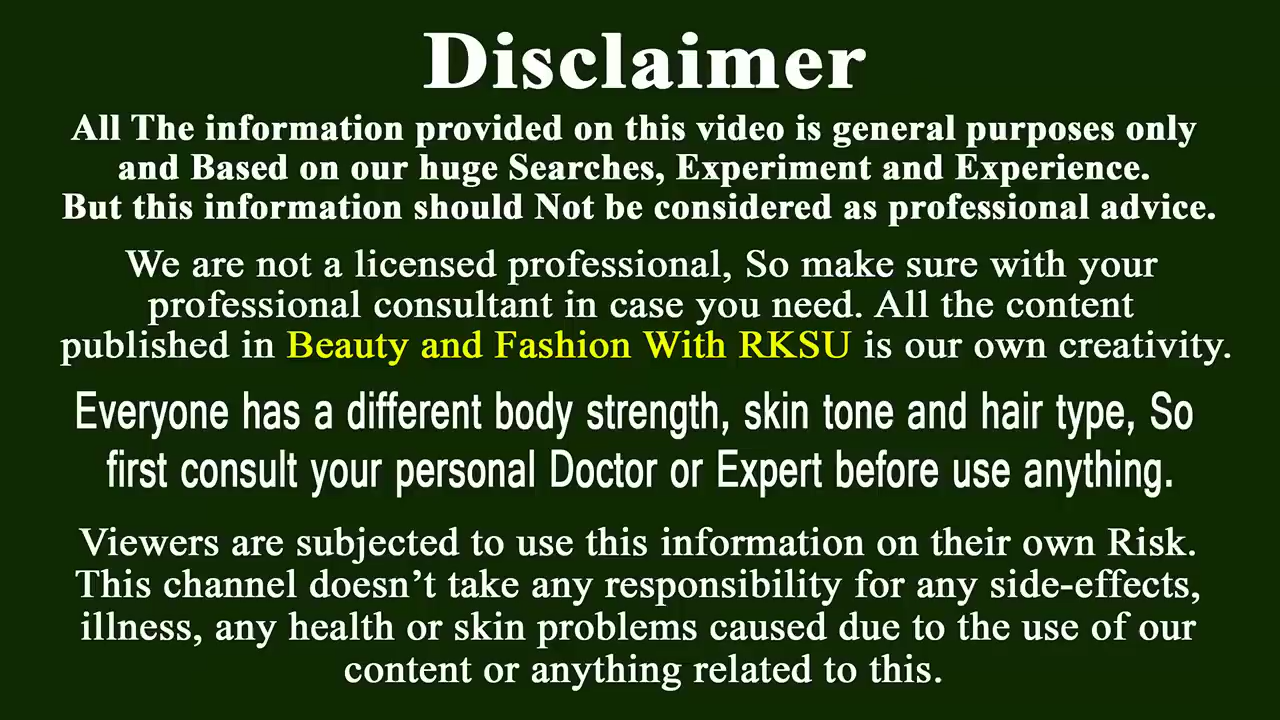 Disclaimer
All The information provided on this video is general purposes only
and Based on our huge Searches, Experiment and Experience.
But this information should Not be considered as professional advice.
We are not a licensed professional, So make sure with your
professional consultant in case you need. All the content
published in Beauty and Fashion With RKSU is our own creativity.
Everyone has a different body strength, skin tone and hair type, So
first consult your personal Doctor or Expert before use anything.
Viewers are subjected to use this information on their own Risk.
This channel doesn’t take any responsibility for any side-effects,
illness, any health or skin problems caused due to the use of our
content or anything related to this.